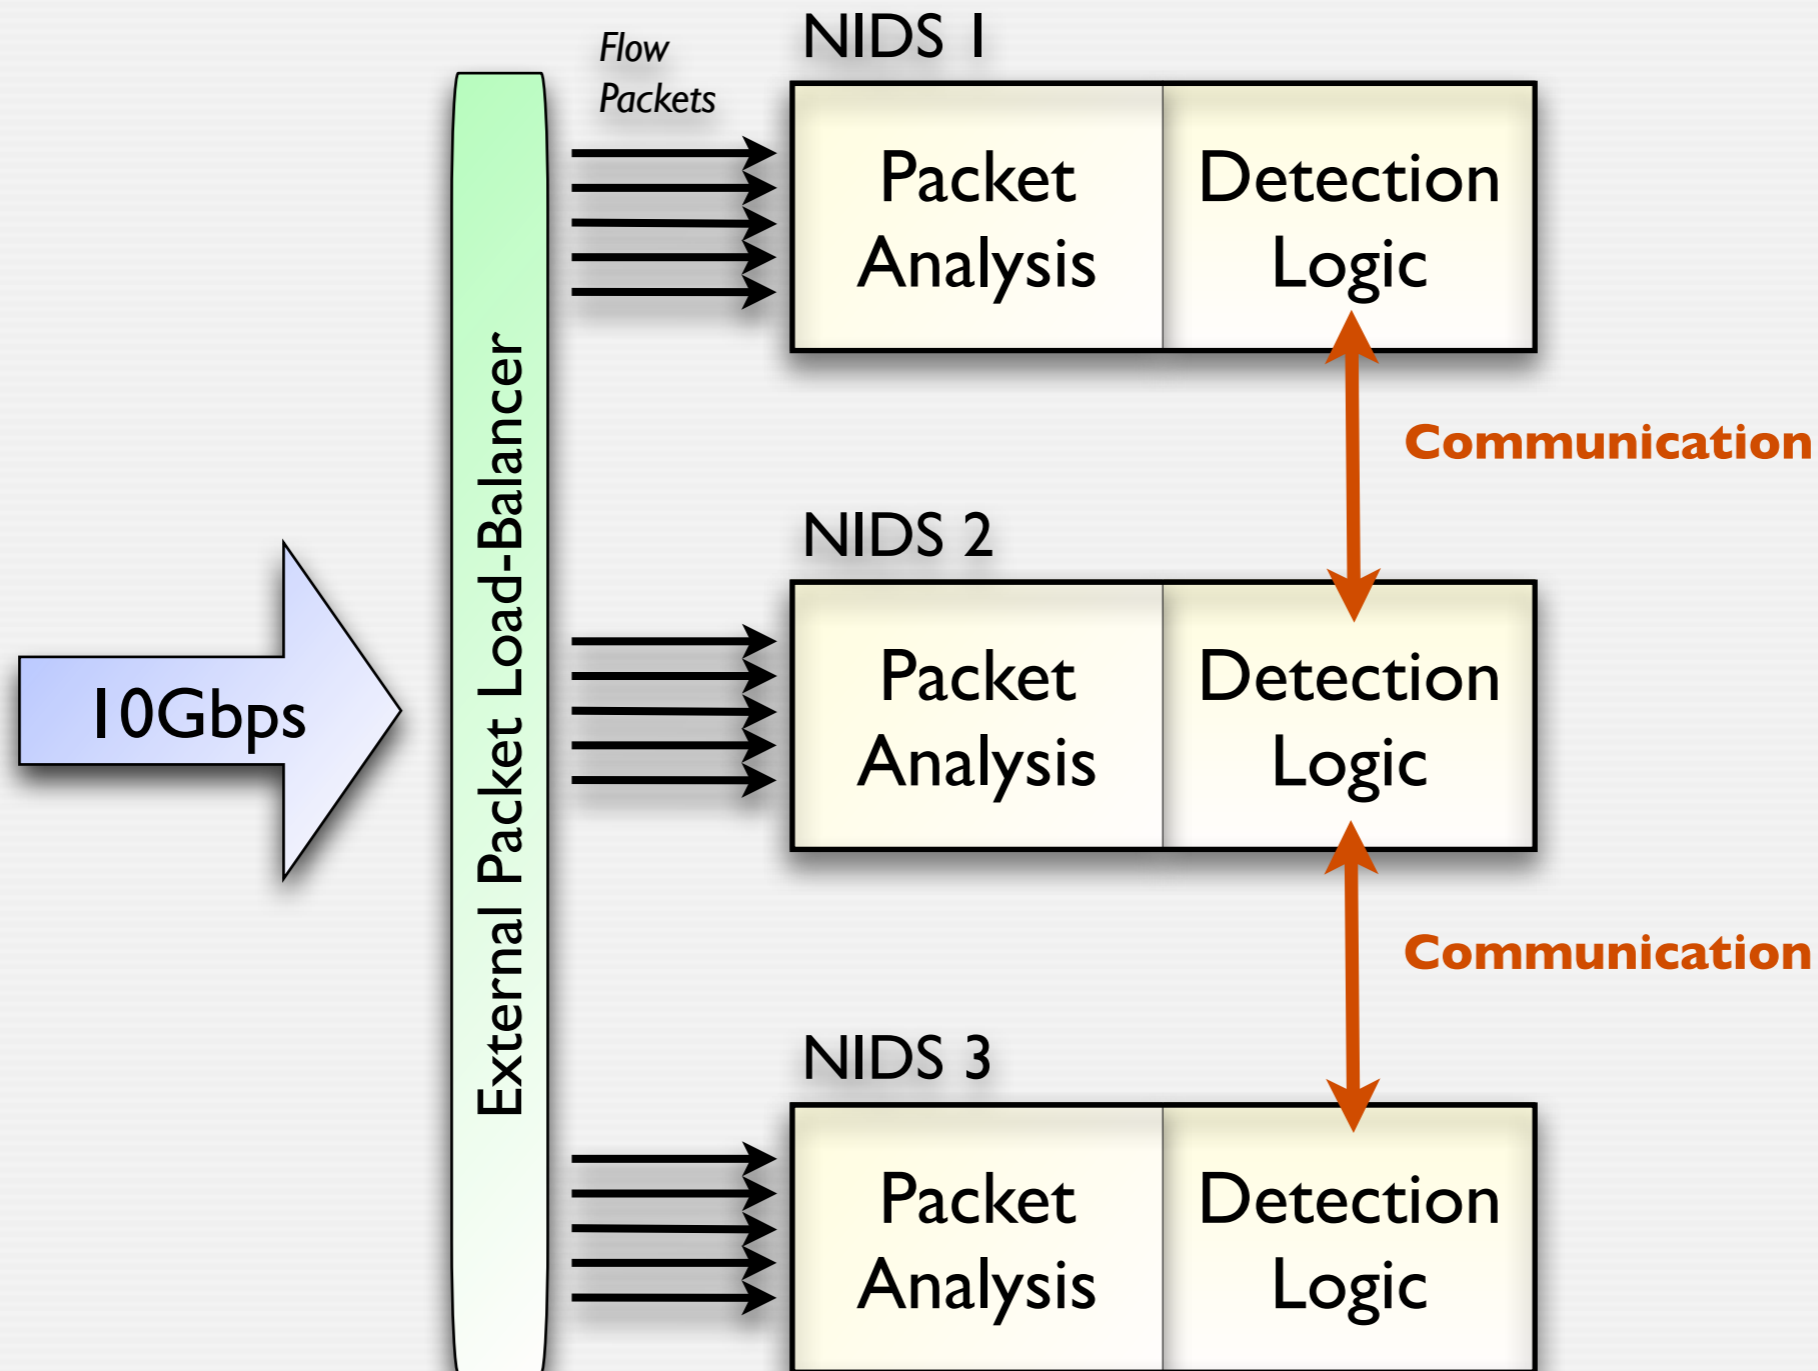 Flow
Packets
NIDS 1
Packet
Analysis
Detection
Logic
Communication
External Packet Load-Balancer
10Gbps
NIDS 2
Packet
Analysis
Detection
Logic
Communication
NIDS 3
Packet
Analysis
Detection
Logic